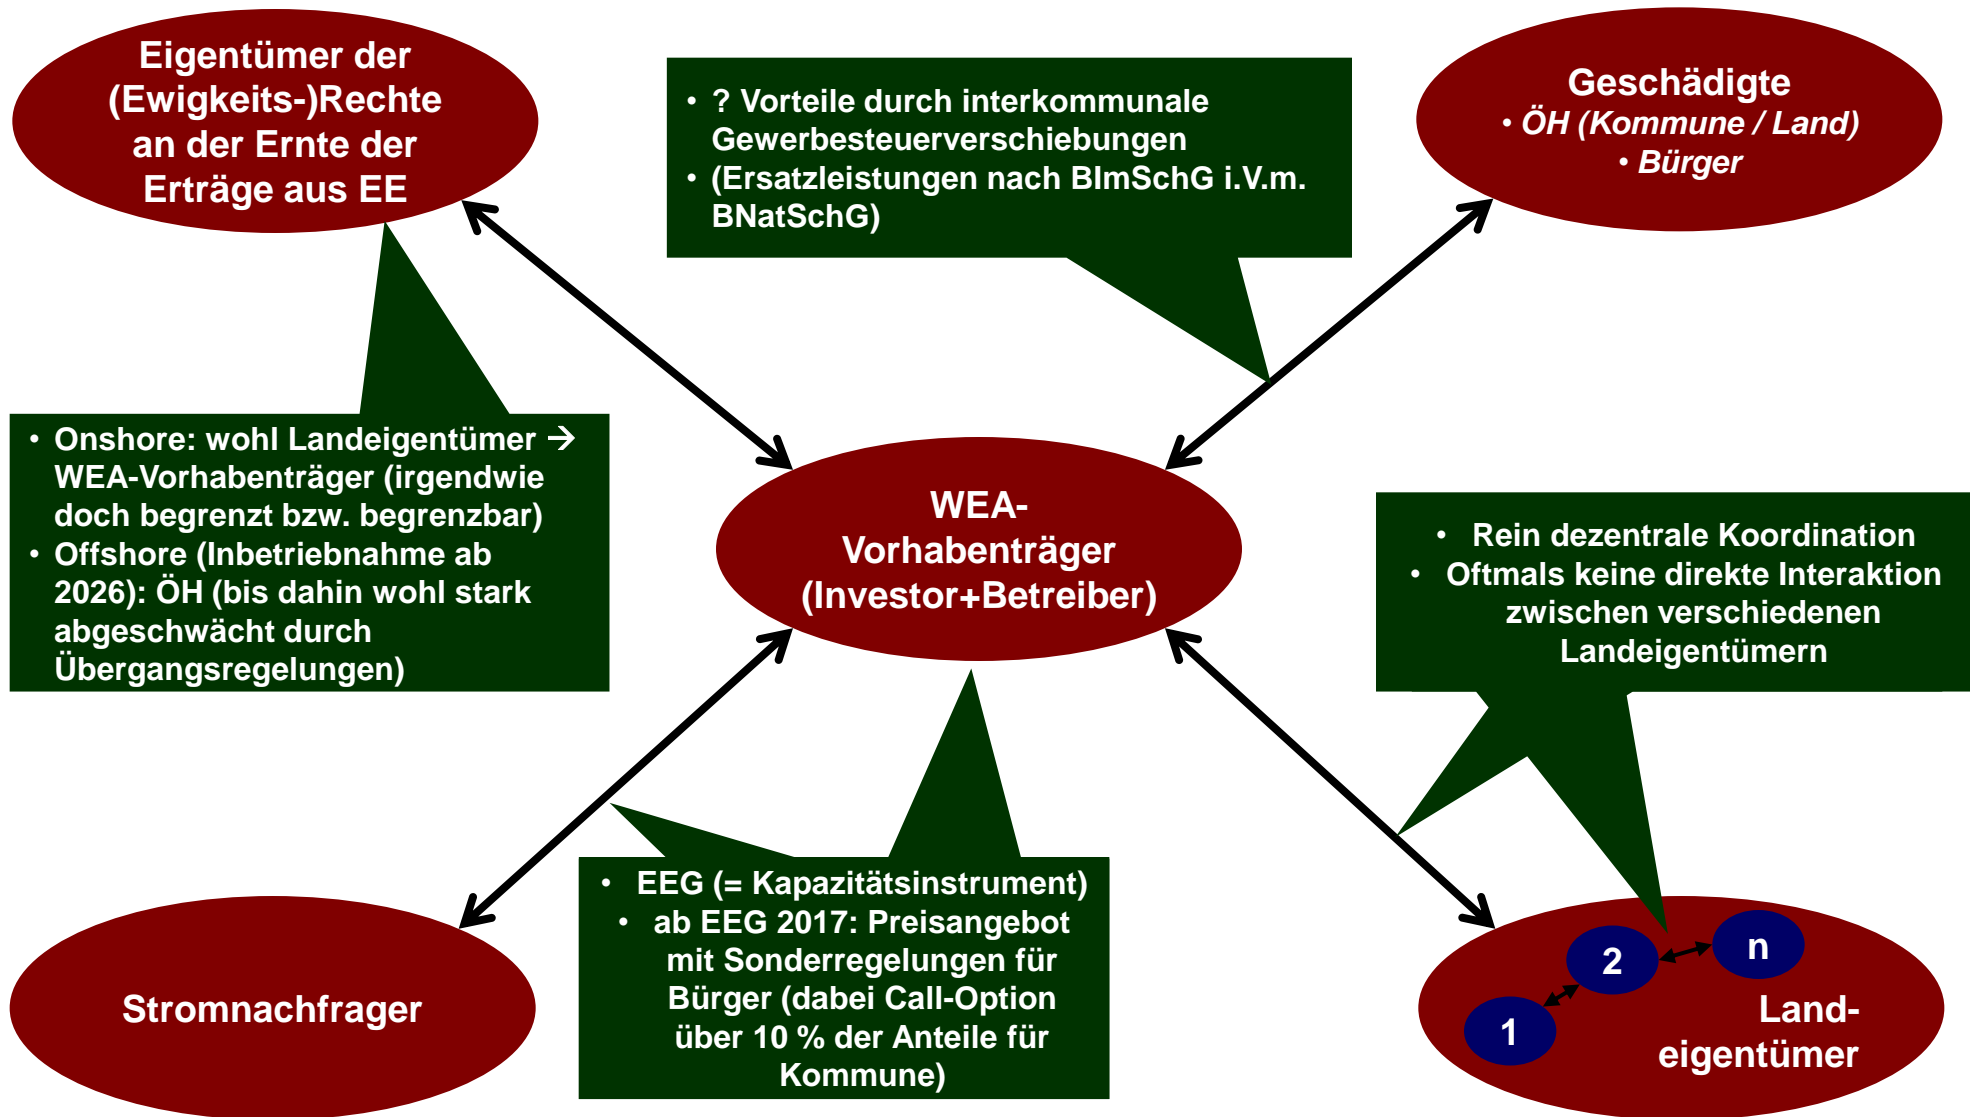 Eigentümer der
(Ewigkeits-)Rechte
an der Ernte der
Erträge aus EE
• ? Vorteile durch interkommunale
Gewerbesteuerverschiebungen
• (Ersatzleistungen nach BImSchG i.V.m.
BNatSchG)
Geschädigte
• ÖH (Kommune / Land)
• Bürger
• Onshore: wohl Landeigentümer →
WEA-Vorhabenträger (irgendwie
doch begrenzt bzw. begrenzbar)
• Offshore (Inbetriebnahme ab
2026): ÖH (bis dahin wohl stark
abgeschwächt durch
Übergangsregelungen)
WEA-
Vorhabenträger
(Investor+Betreiber)
• Rein dezentrale Koordination
• Oftmals keine direkte Interaktion
zwischen verschiedenen
Landeigentümern
Stromnachfrager
• EEG (= Kapazitätsinstrument)
• ab EEG 2017: Preisangebot
mit Sonderregelungen für
Bürger (dabei Call-Option
über 10 % der Anteile für
Kommune)
1
2
n
Land-
eigentümer